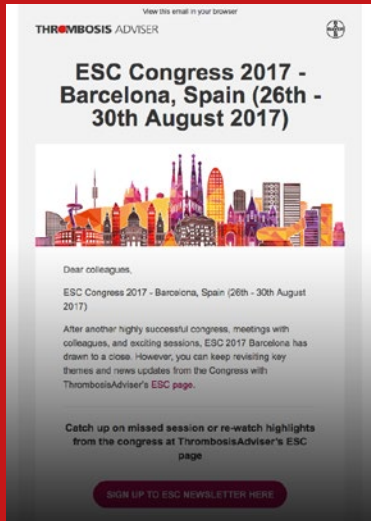 View this email in your browser
THROMBOSIS ADVISER
ESC Congress 2017 -
Barcelona, Spain (26th -
30th August 2017)
Dear colleagues,
ESC Congress 2017 - Barcelona, Spain (26th - 30th August
2017)
After another highly successful congress, meetings with
colleagues, and exciting sessions, ESC 2017 Barcelona has
drawn to a close. However, you can keep revisiting key
themes and news updates from the Congress with
ThrombosisAdviser's ESC page.
Catch up on missed session or re-watch highlights
from the congress at ThrombosisAdviser's ESC
page
SIGN UP TO ESC NEWSLETTER HERE